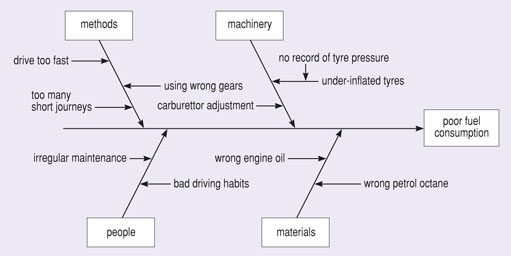 methods
machinery
no record of tyre pressure
drive too fast
using wrong gears
under-inflated tyres
too many
short journeys
carburettor adjustment
poor fuel
consumption
irregular maintenance
wrong engine oil
bad driving habits
wrong petrol octane
people
materials